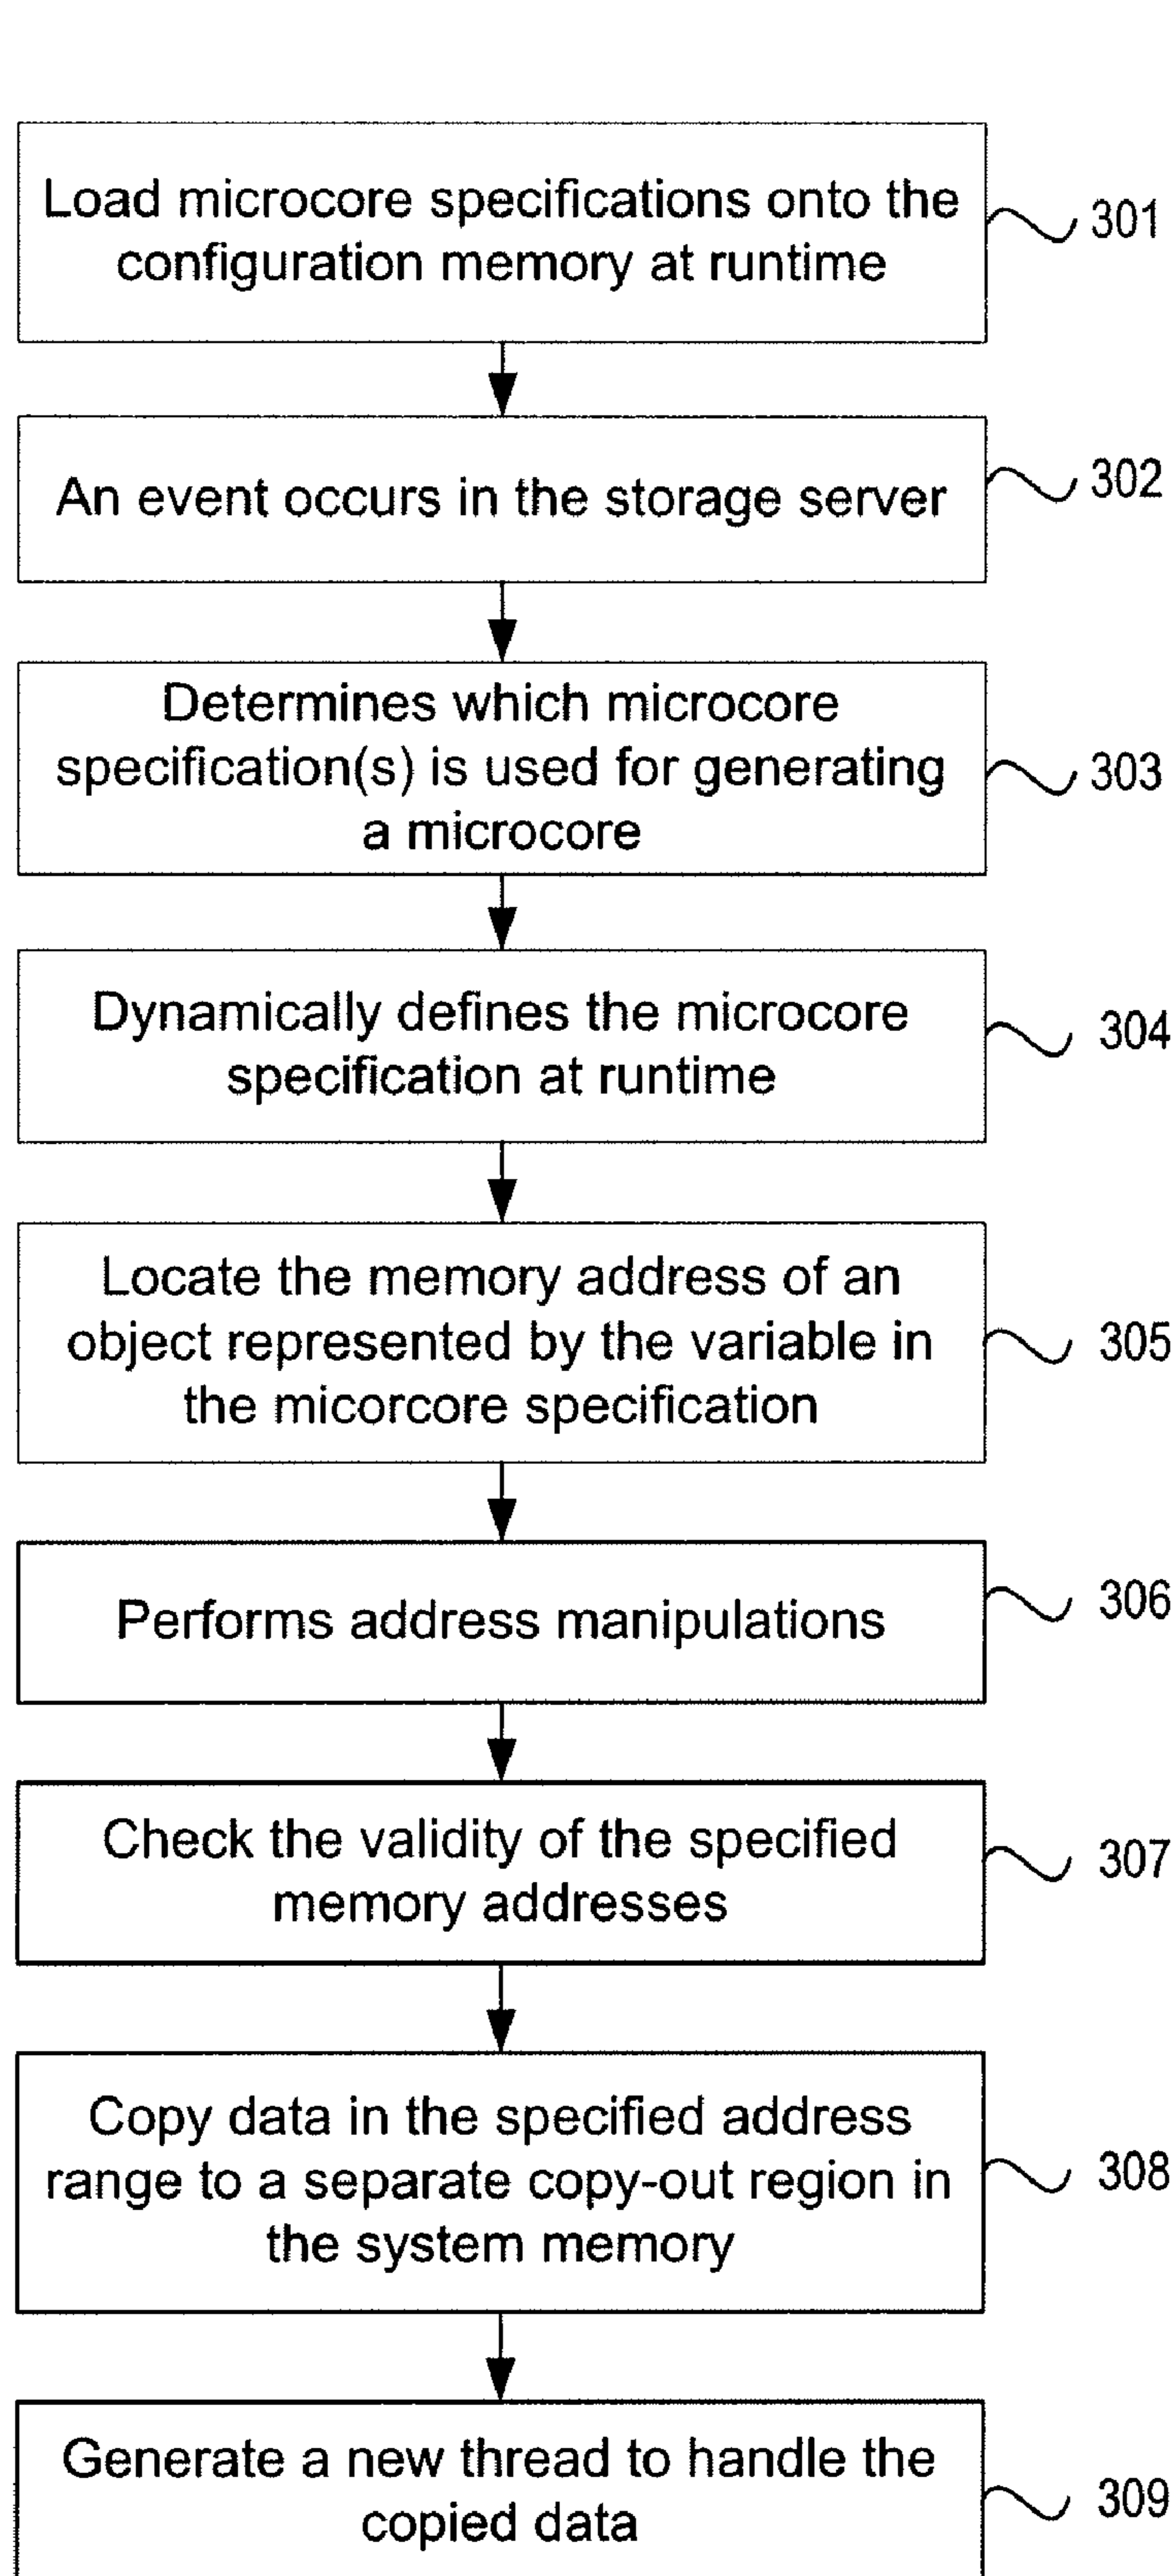 Load microcore specifications onto the
configuration memory at runtime
301
An event occurs in the storage server
302
Determines which microcore
specification(s) is used for generating
a microcore
303
Dynamically defines the microcore
specification at runtime
304
Locate the memory address of an
object represented by the variable in
the micorcore specification
305
Performs address manipulations
306
Check the validity of the specified
memory addresses
307
Copy data in the specified address
range to a separate copy-out region in
the system memory
308
Generate a new thread to handle the
copied data
309